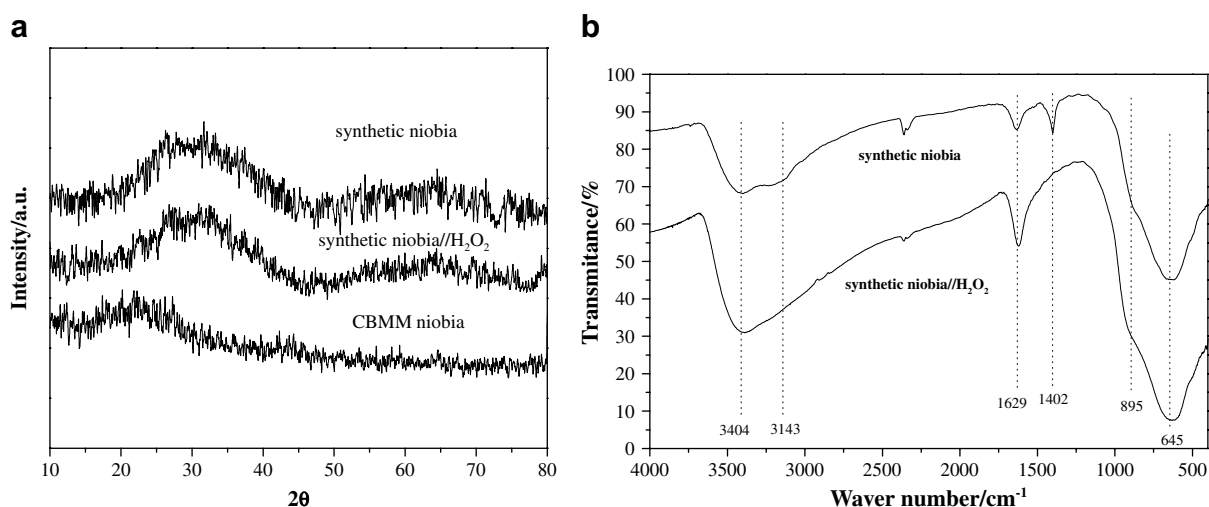 a
synthetic niobia
synthetic niobia//H₂O₂
CBMM niobia
Intensity/a.u.
10 20 30 40 50 60 70 80
2θ
b
100
90
80
70
60
50
40
30
20
10
0
Transmitance/%
synthetic niobia
synthetic niobia//H₂O₂
3404 3143 1629 1402 895 645
4000 3500 3000 2500 2000 1500 1000 500
Waver number/cm⁻¹